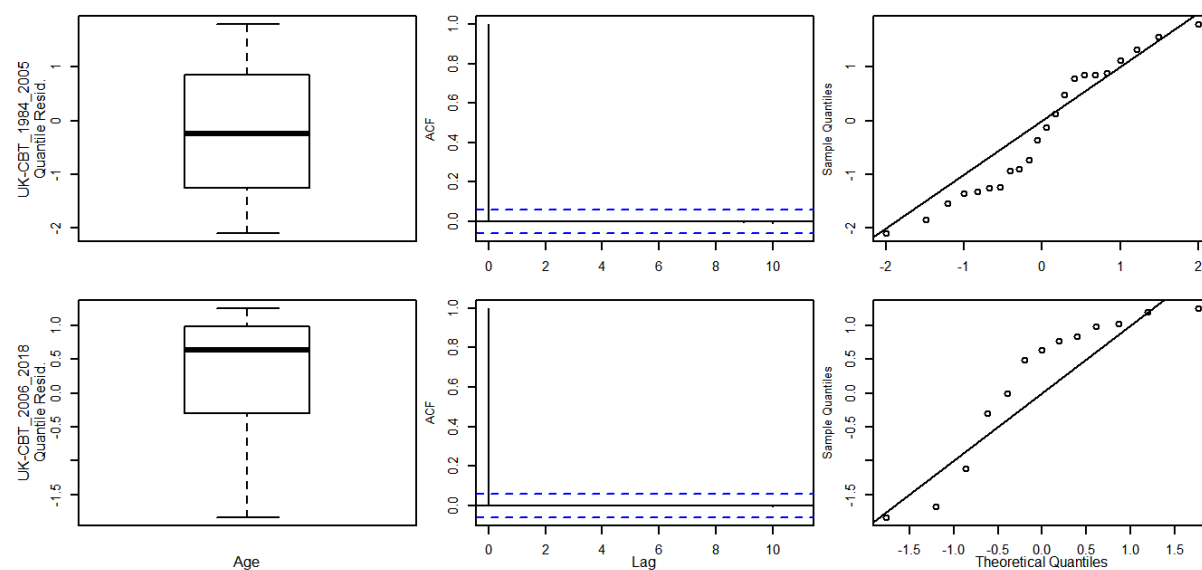 UK-CBT_1984_2005
Quantile Resid.
-2 -1 0 1
ACF
0.0 0.2 0.4 0.6 0.8 1.0
0 2 4 6 8 10
Sample Quantiles
-2 -1 0 1
-2 -1 0 1 2
UK-CBT_2006_2018
Quantile Resid.
-1.5 -0.5 0.0 0.5 1.0
Age
ACF
0.0 0.2 0.4 0.6 0.8 1.0
0 2 4 6 8 10
Lag
Sample Quantiles
-1.5 -0.5 0.0 0.5 1.0
-1.5 -1.0 -0.5 0.0 0.5 1.0 1.5
Theoretical Quantiles